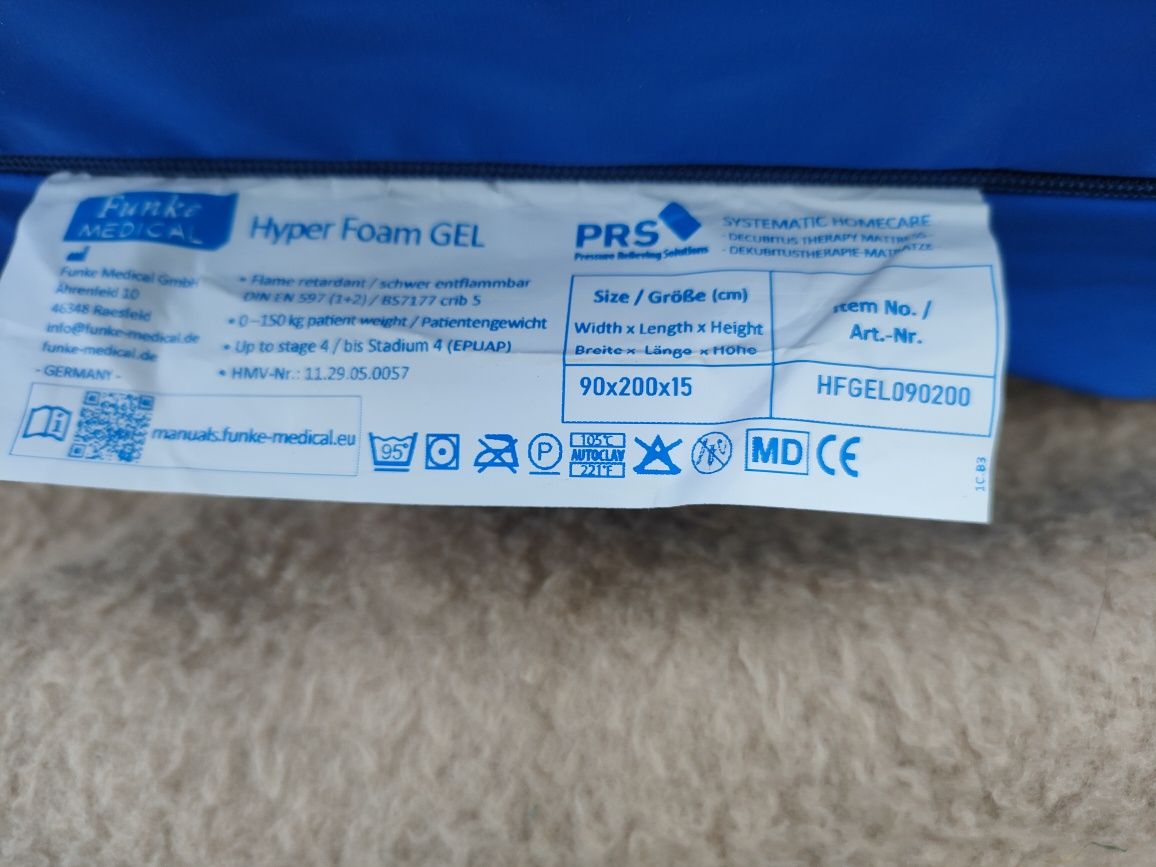 Funke
MEDICAL
Hyper Foam GEL
Funke Medical GmbH
Ährenfeld 10
46348 Raesfeld
info@funke-medical.de
funke-medical.de
- GERMANY -
• Flame retardant / schwer entflammbar
DIN EN 597 (1+2) / BS7177 crib 5
• 0–150 kg patient weight / Patientengewicht
• Up to stage 4 / bis Stadium 4 (EPUAP)
• HMV-Nr.: 11.29.05.0057
PRS
Pressure Relieving Solutions
SYSTEMATIC HOMECARE
- DECUBITUS THERAPY MATTRESS -
- DEKUBITUSTHERAPIE-MATRATZE -
Size / Größe (cm)
Width x Length x Height
Breite x Länge x Höhe
Item No. /
Art.-Nr.
90x200x15
HFGEL090200
manuals.funke-medical.eu
95°
P
105°C
AUTOCLAV
221°F
MD
CE
1C.B3